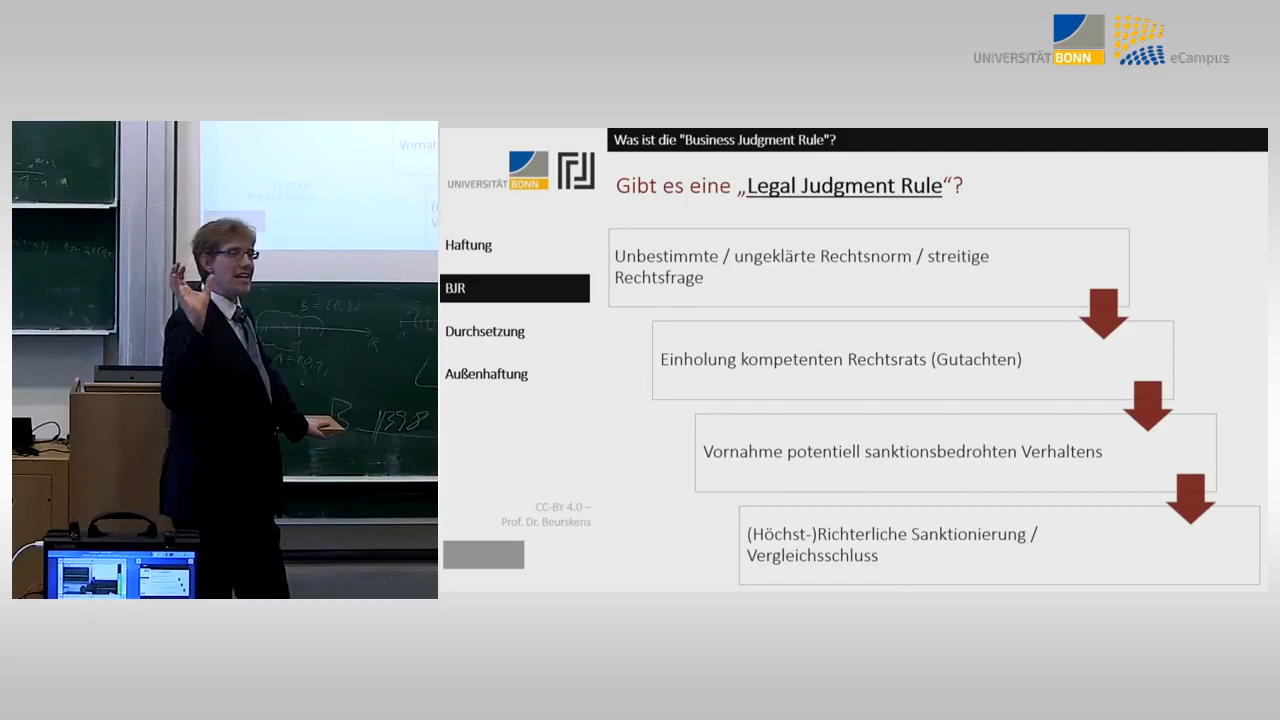 UNIVERSITÄT BONN eCampus
Was ist die "Business Judgment Rule"?
UNIVERSITÄT BONN
Gibt es eine „Legal Judgment Rule“?
Haftung
BJR
Durchsetzung
Außenhaftung
Unbestimmte / ungeklärte Rechtsnorm / streitige
Rechtsfrage
Einholung kompetenten Rechtsrats (Gutachten)
Vornahme potentiell sanktionsbedrohten Verhaltens
(Höchst-)Richterliche Sanktionierung /
Vergleichsschluss
CC-BY 4.0 –
Prof. Dr. Beurskens